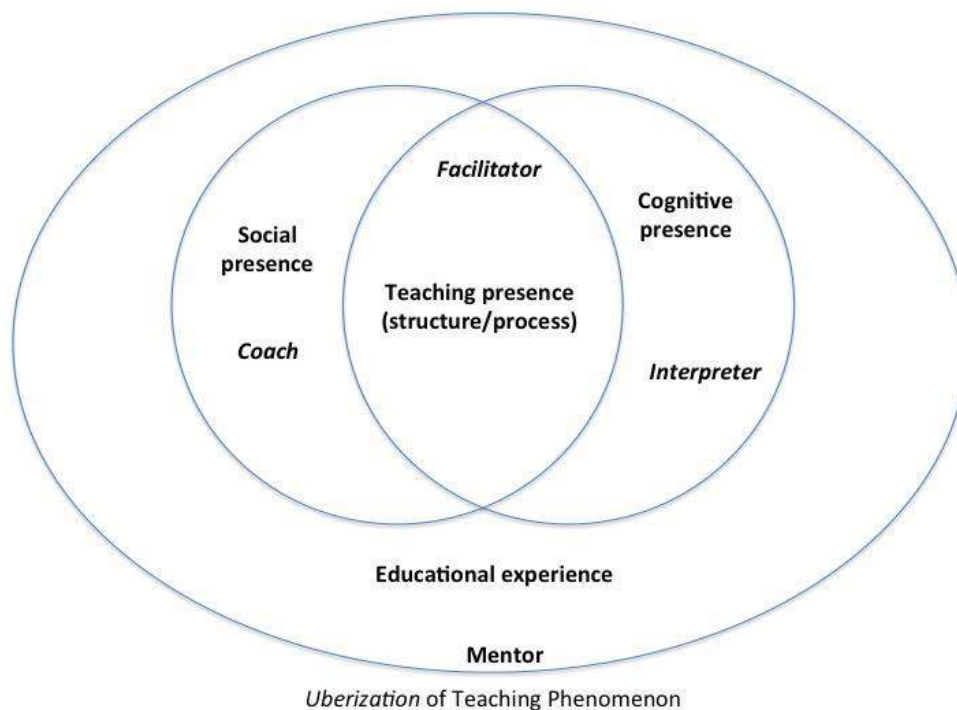 Facilitator
Cognitive
presence
Social
presence
Teaching presence
(structure/process)
Coach
Interpreter
Educational experience
Mentor
Uberization of Teaching Phenomenon